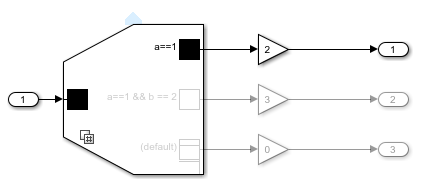 a==1
2
1
1
a==1 && b == 2
3
2
(default)
0
3